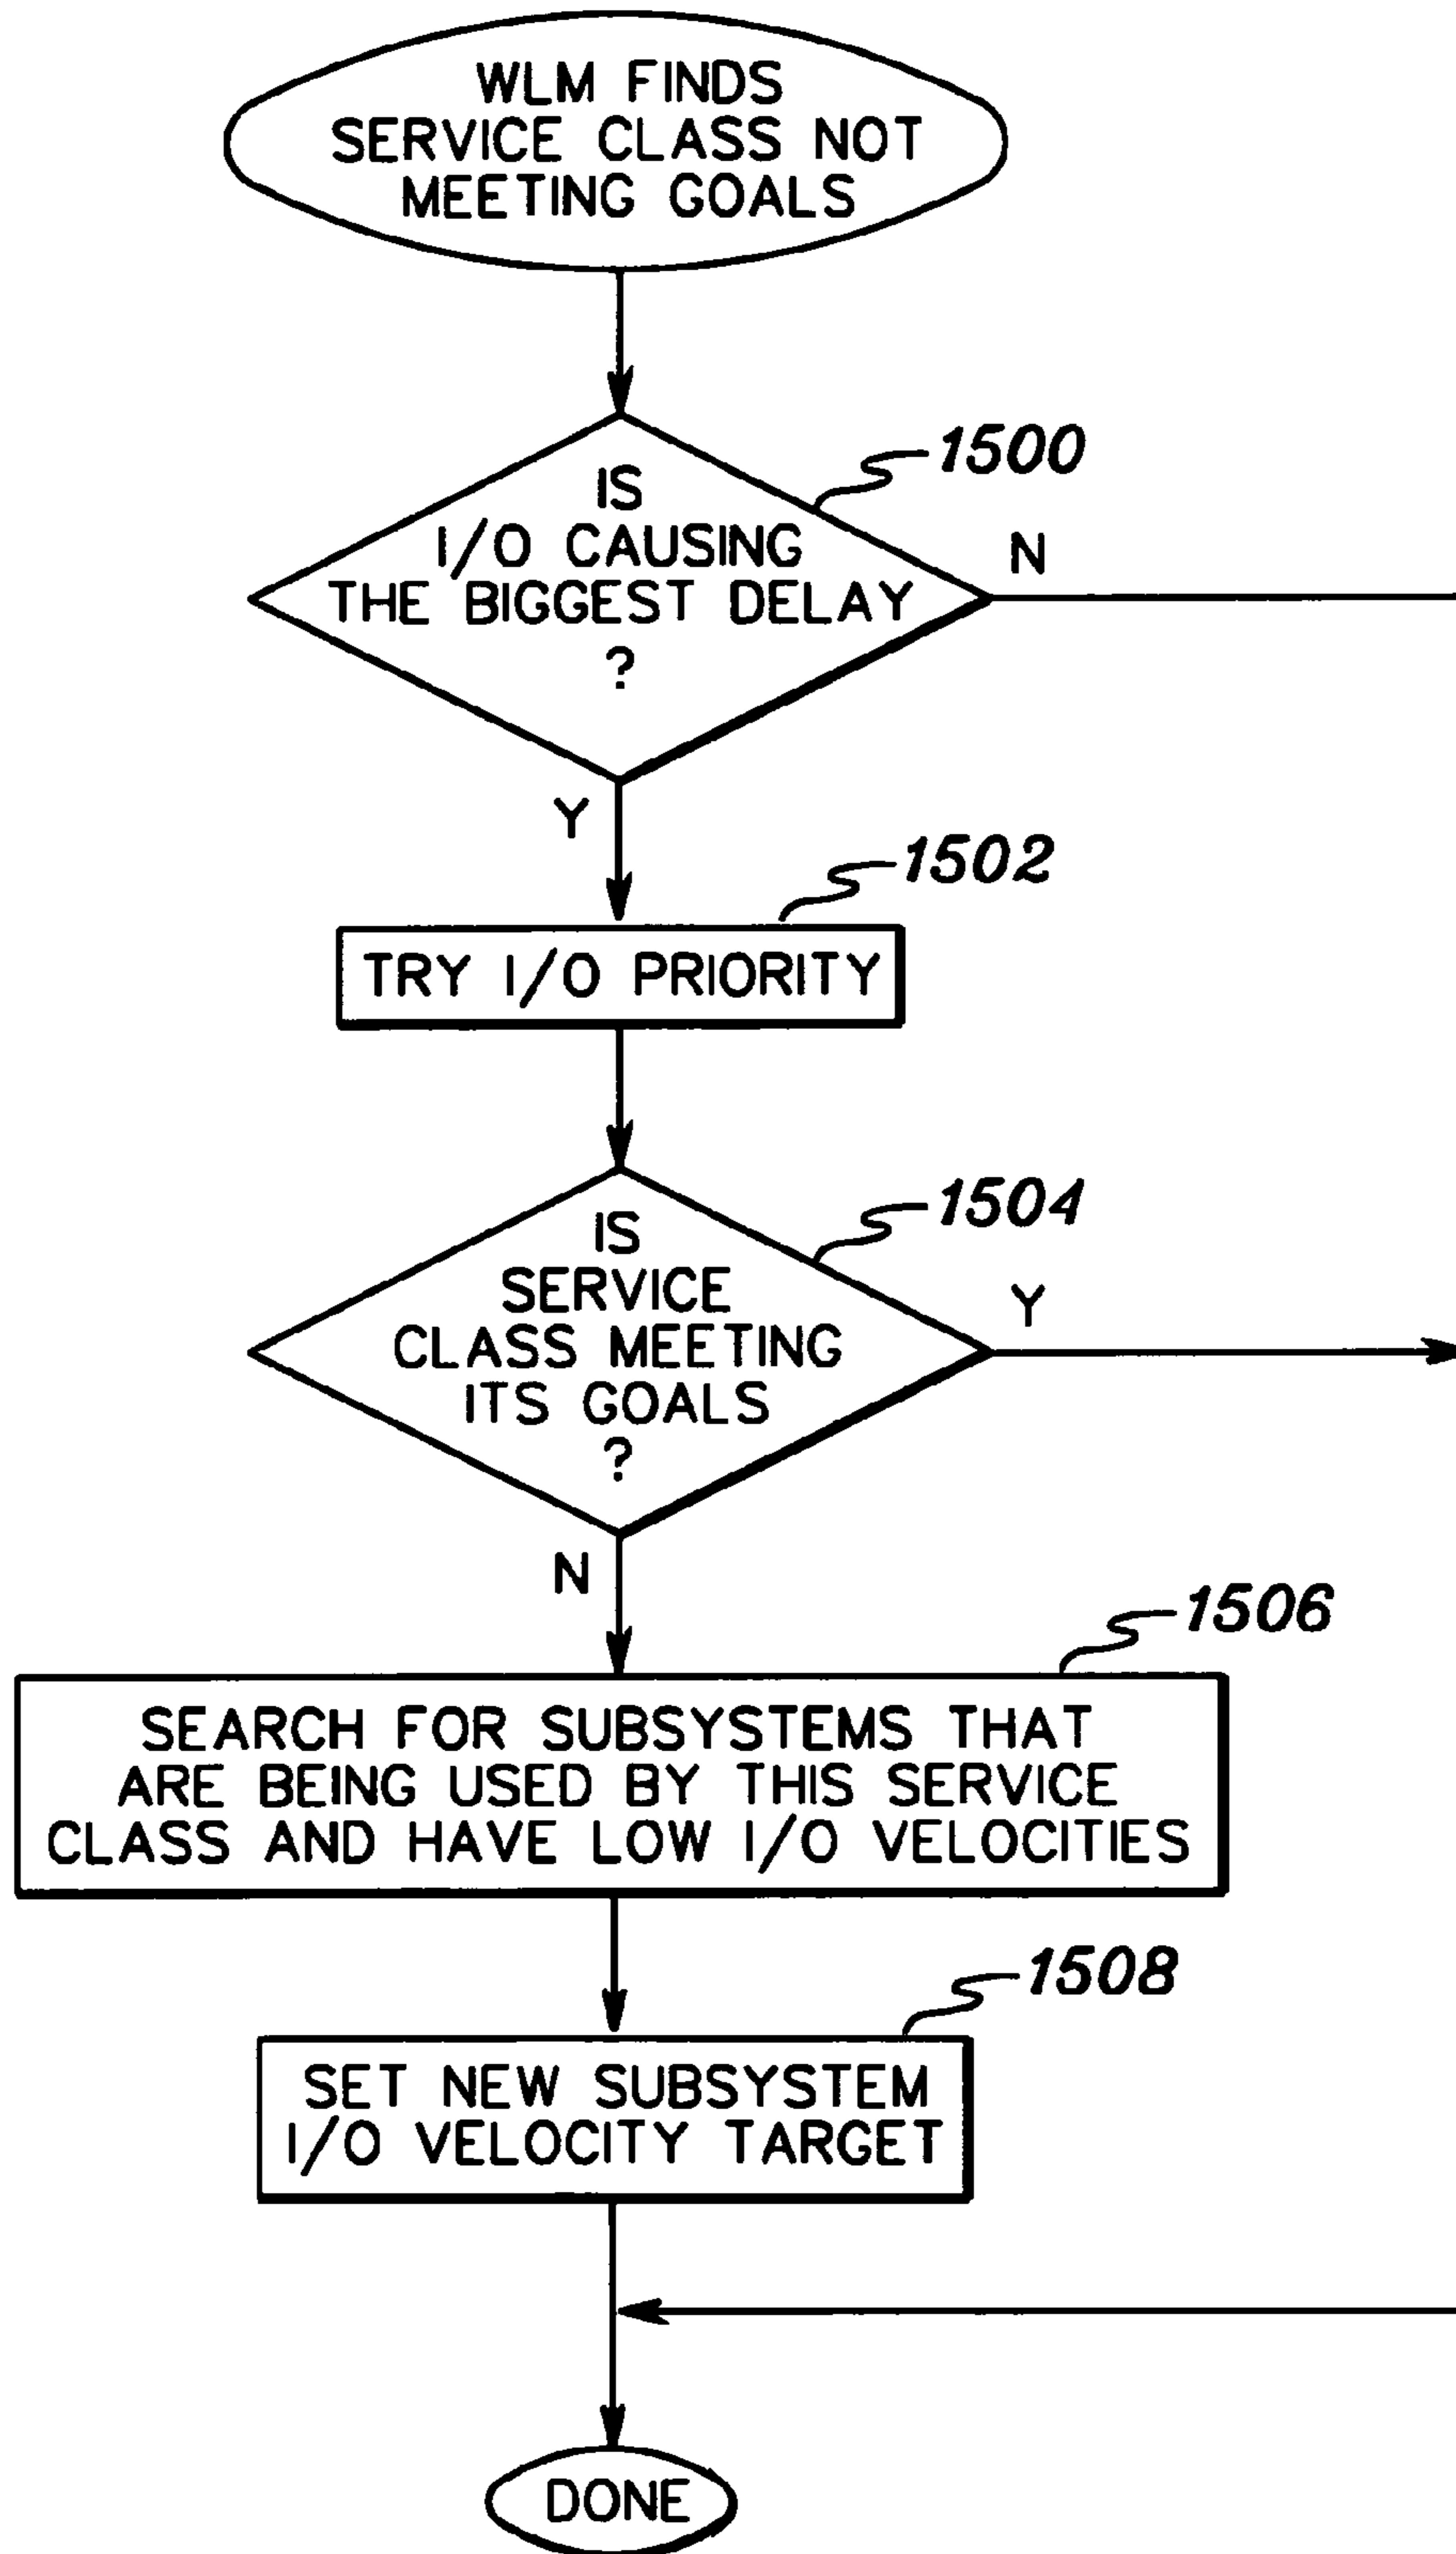 WLM FINDS
SERVICE CLASS NOT
MEETING GOALS
1500
IS
I/O CAUSING
THE BIGGEST DELAY
?
N
Y
1502
TRY I/O PRIORITY
1504
IS
SERVICE
CLASS MEETING
ITS GOALS
?
Y
N
1506
SEARCH FOR SUBSYSTEMS THAT
ARE BEING USED BY THIS SERVICE
CLASS AND HAVE LOW I/O VELOCITIES
1508
SET NEW SUBSYSTEM
I/O VELOCITY TARGET
DONE